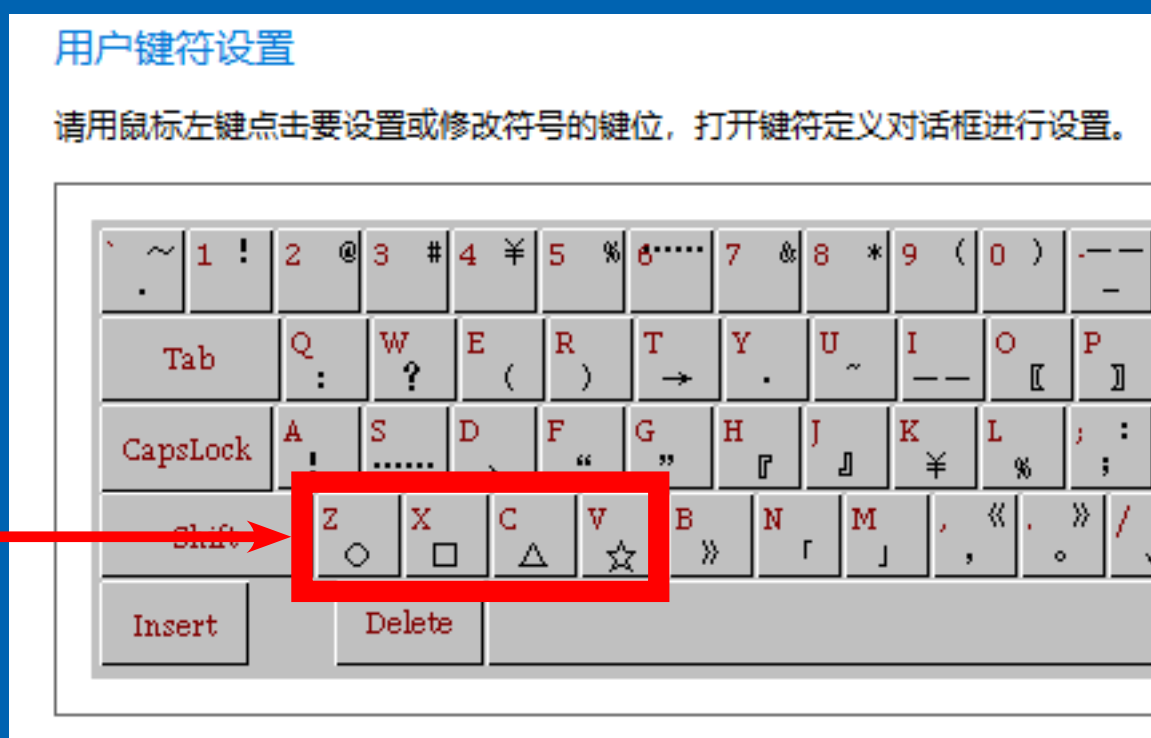 用户键符设置
请用鼠标左键点击要设置或修改符号的键位，打开键符定义对话框进行设置。
` ～ 1 ! 2 @ 3 # 4 ￥ 5 % 6 …… 7 & 8 * 9 ( 0 ) - ——
· –
Tab Q W E R T Y U I O P
: ? ( ) → · ~ —— 〖 〗
CapsLock A S D F G H J K L ; :
! …… 、 “ ” 『 』 ￥ % ;
Shift Z X C V B N M , 《 . 》 /
○ □ △ ☆ 》 「 」 , 。
Insert Delete